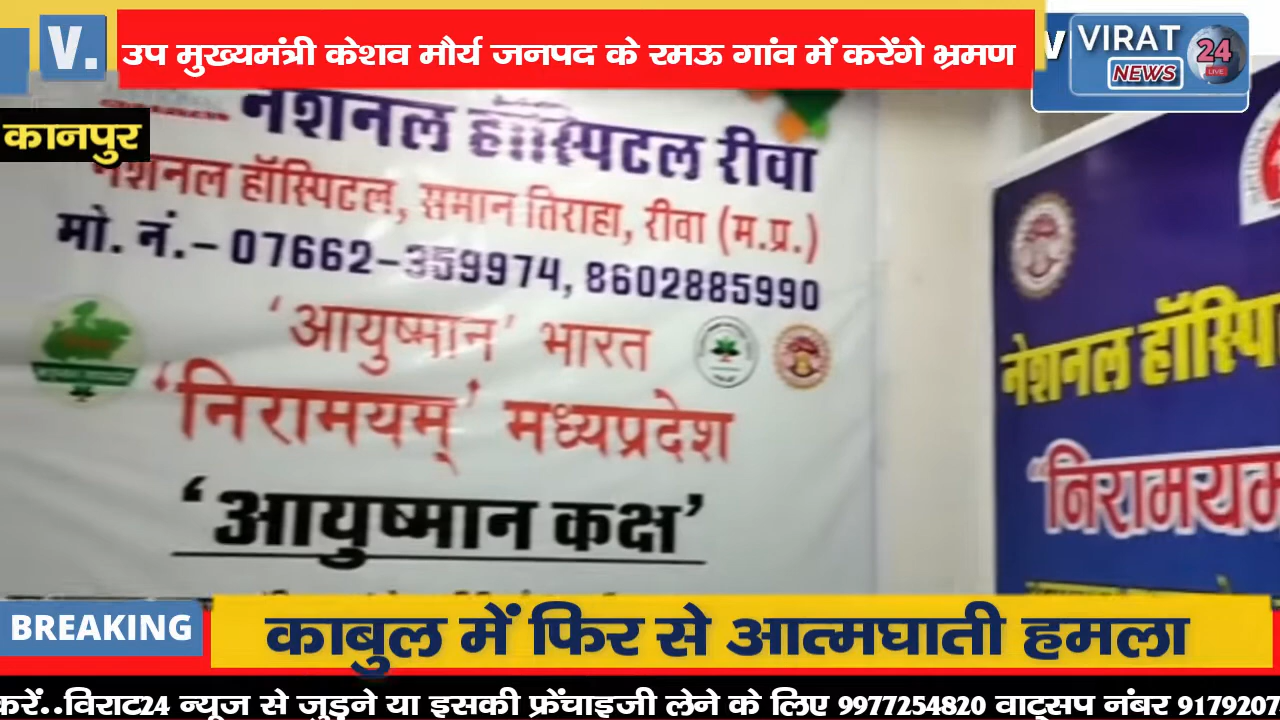 V.
उप मुख्यमंत्री केशव मौर्य जनपद के रमऊ गांव में करेंगे भ्रमण
VIRAT
24
LIVE
NEWS
कानपुर
नेशनल हॉस्पिटल रीवा
नेशनल हॉस्पिटल, समान तिराहा, रीवा (म.प्र.)
मो. नं.– 07662–359974, 8602885990
'आयुष्मान' भारत
'निरामयम्' मध्यप्रदेश
'आयुष्मान कक्ष'
नेशनल हॉस्पि
"निरामयम
BREAKING
काबुल में फिर से आत्मघाती हमला
करें..विराट24 न्यूज से जुड़ने या इसकी फ्रेंचाइजी लेने के लिए 9977254820 वाट्सप नंबर 9179207